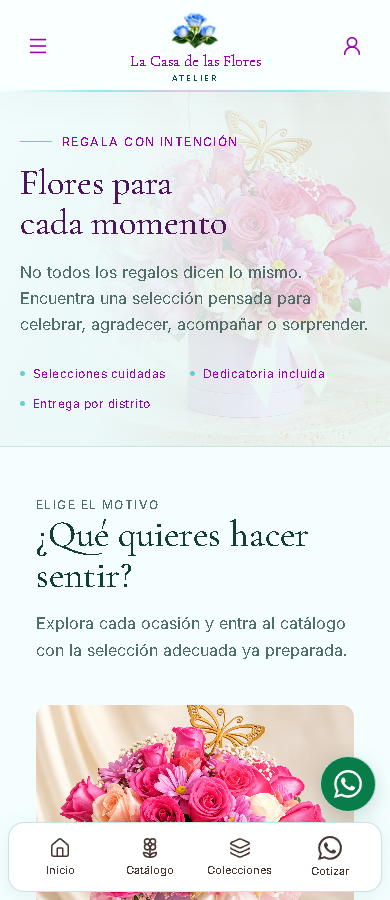 La Casa de las Flores
ATELIER
REGALA CON INTENCIÓN
Flores para
cada momento
No todos los regalos dicen lo mismo.
Encuentra una selección pensada para
celebrar, agradecer, acompañar o sorprender.
Selecciones cuidadas
Dedicatoria incluida
Entrega por distrito
ELIGE EL MOTIVO
¿Qué quieres hacer
sentir?
Explora cada ocasión y entra al catálogo
con la selección adecuada ya preparada.
Inicio
Catálogo
Colecciones
Cotizar